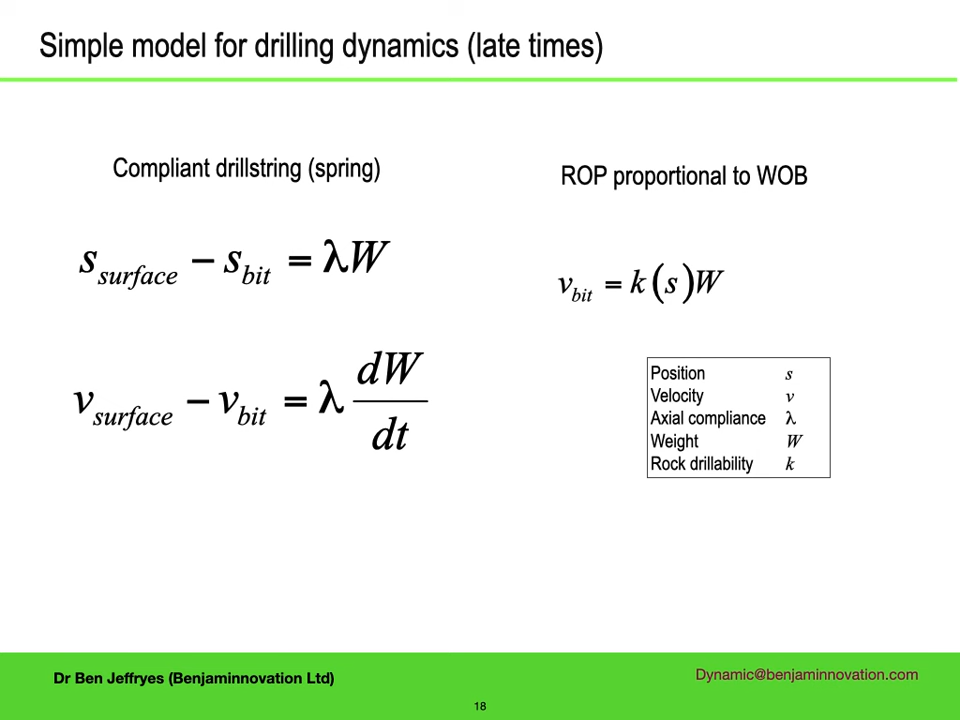 Simple model for drilling dynamics (late times)
Compliant drillstring (spring)
s_surface − s_bit = λW
v_surface − v_bit = λ dW/dt
ROP proportional to WOB
v_bit = k(s)W
Position s
Velocity v
Axial compliance λ
Weight W
Rock drillability k
Dr Ben Jeffryes (Benjaminnovation Ltd)
Dynamic@benjaminnovation.com
18